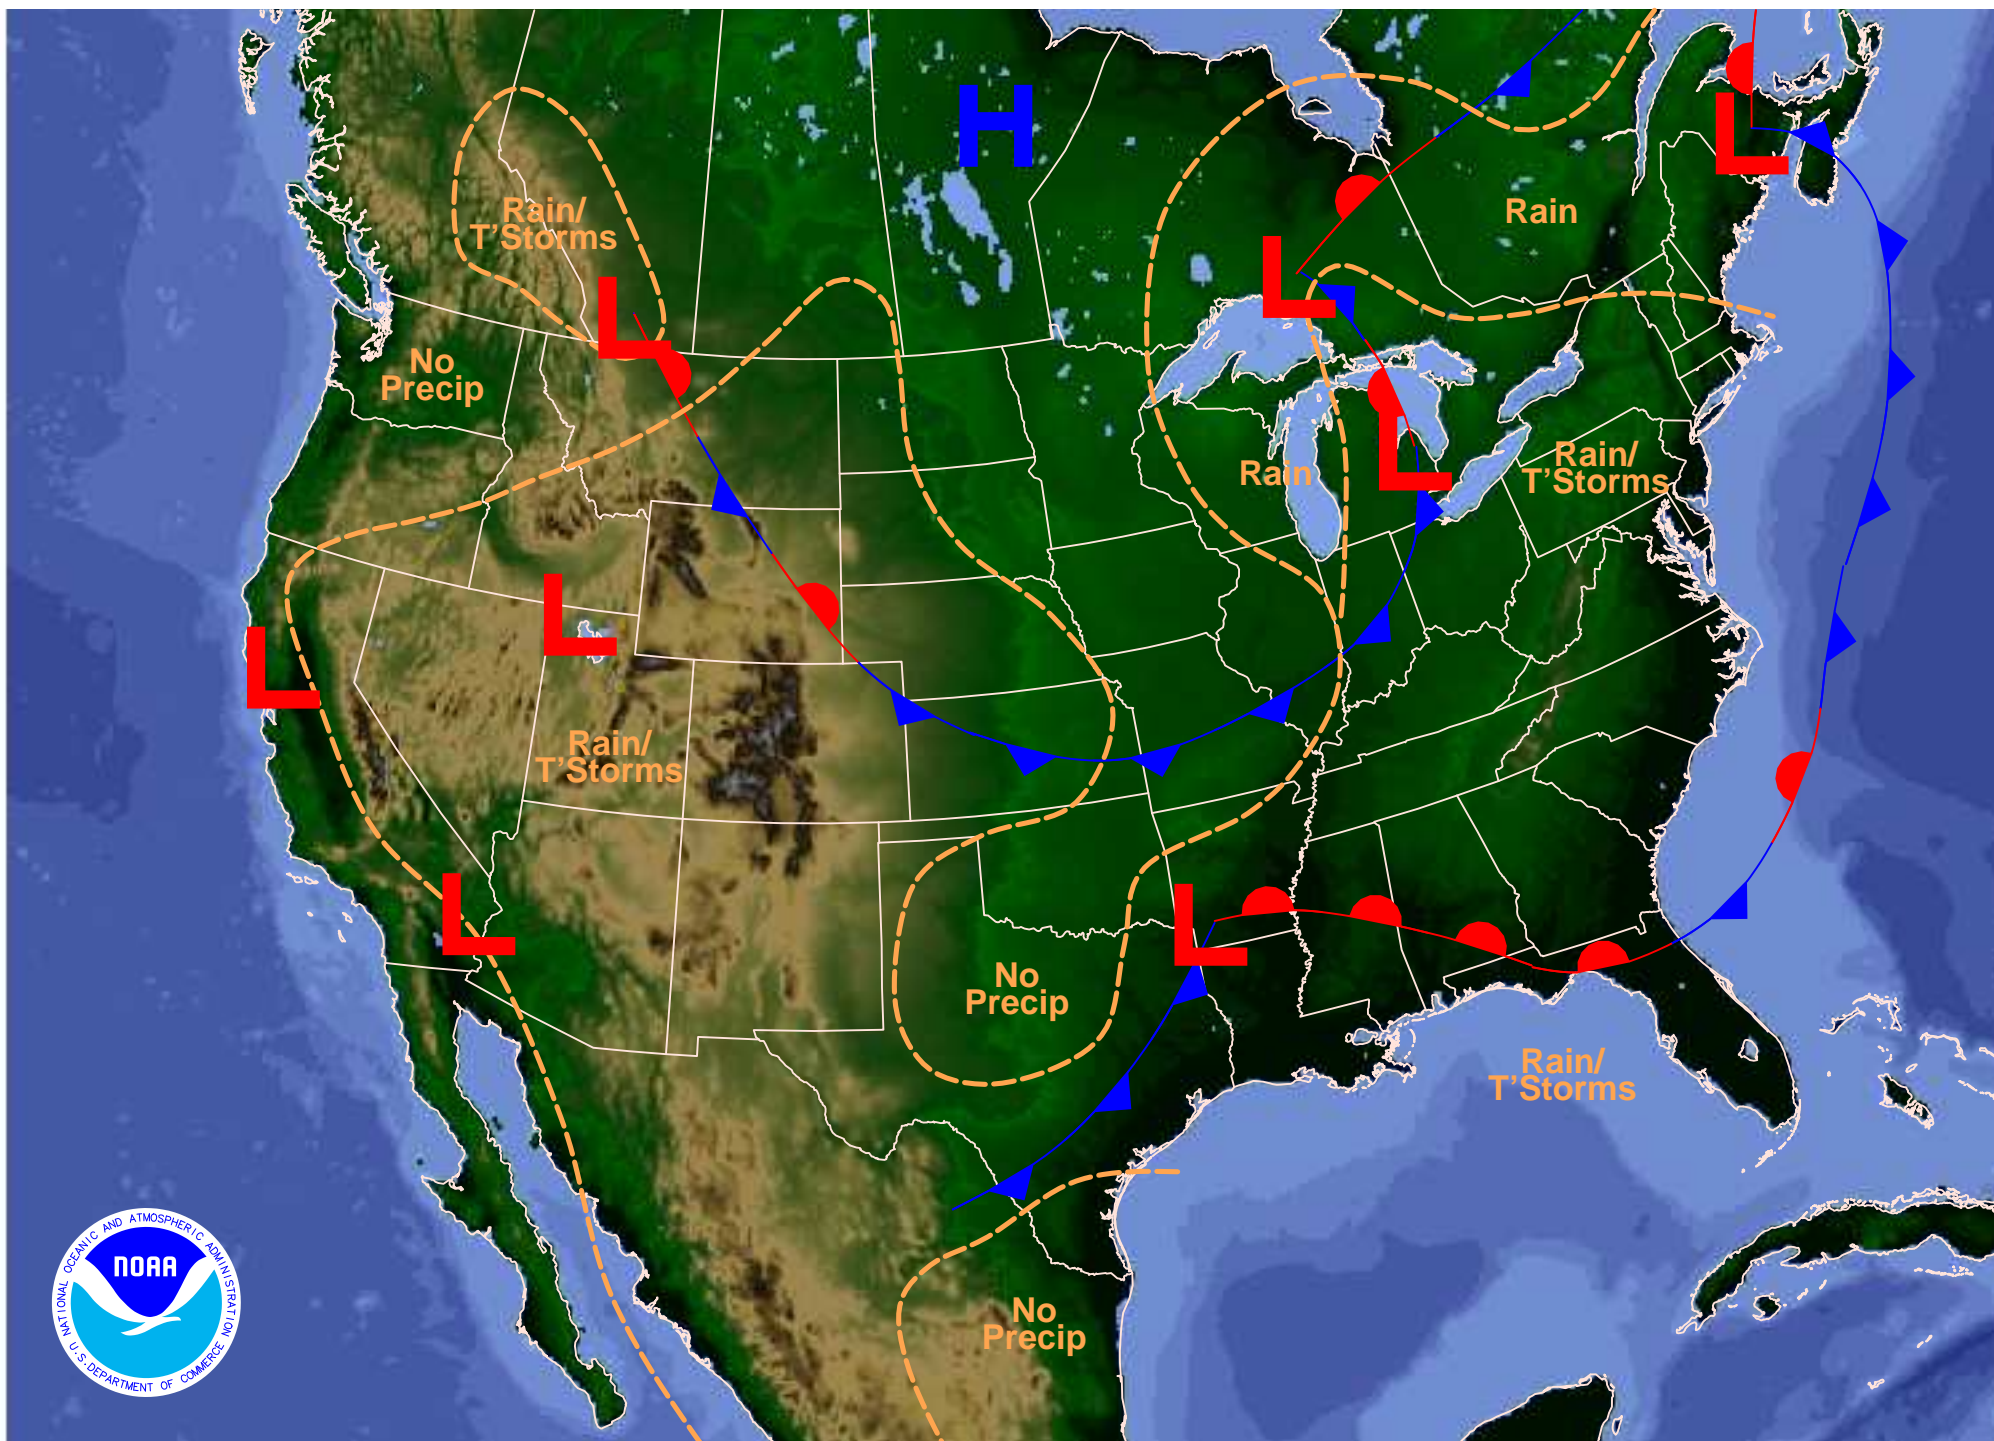 H
L
Rain/
T'Storms
Rain
L
L
No
Precip
L
Rain
Rain/
T'Storms
L
L
L
Rain/
T'Storms
L
L
No
Precip
Rain/
T'Storms
No
Precip
NATIONAL OCEANIC AND ATMOSPHERIC ADMINISTRATION
NOAA
U.S. DEPARTMENT OF COMMERCE